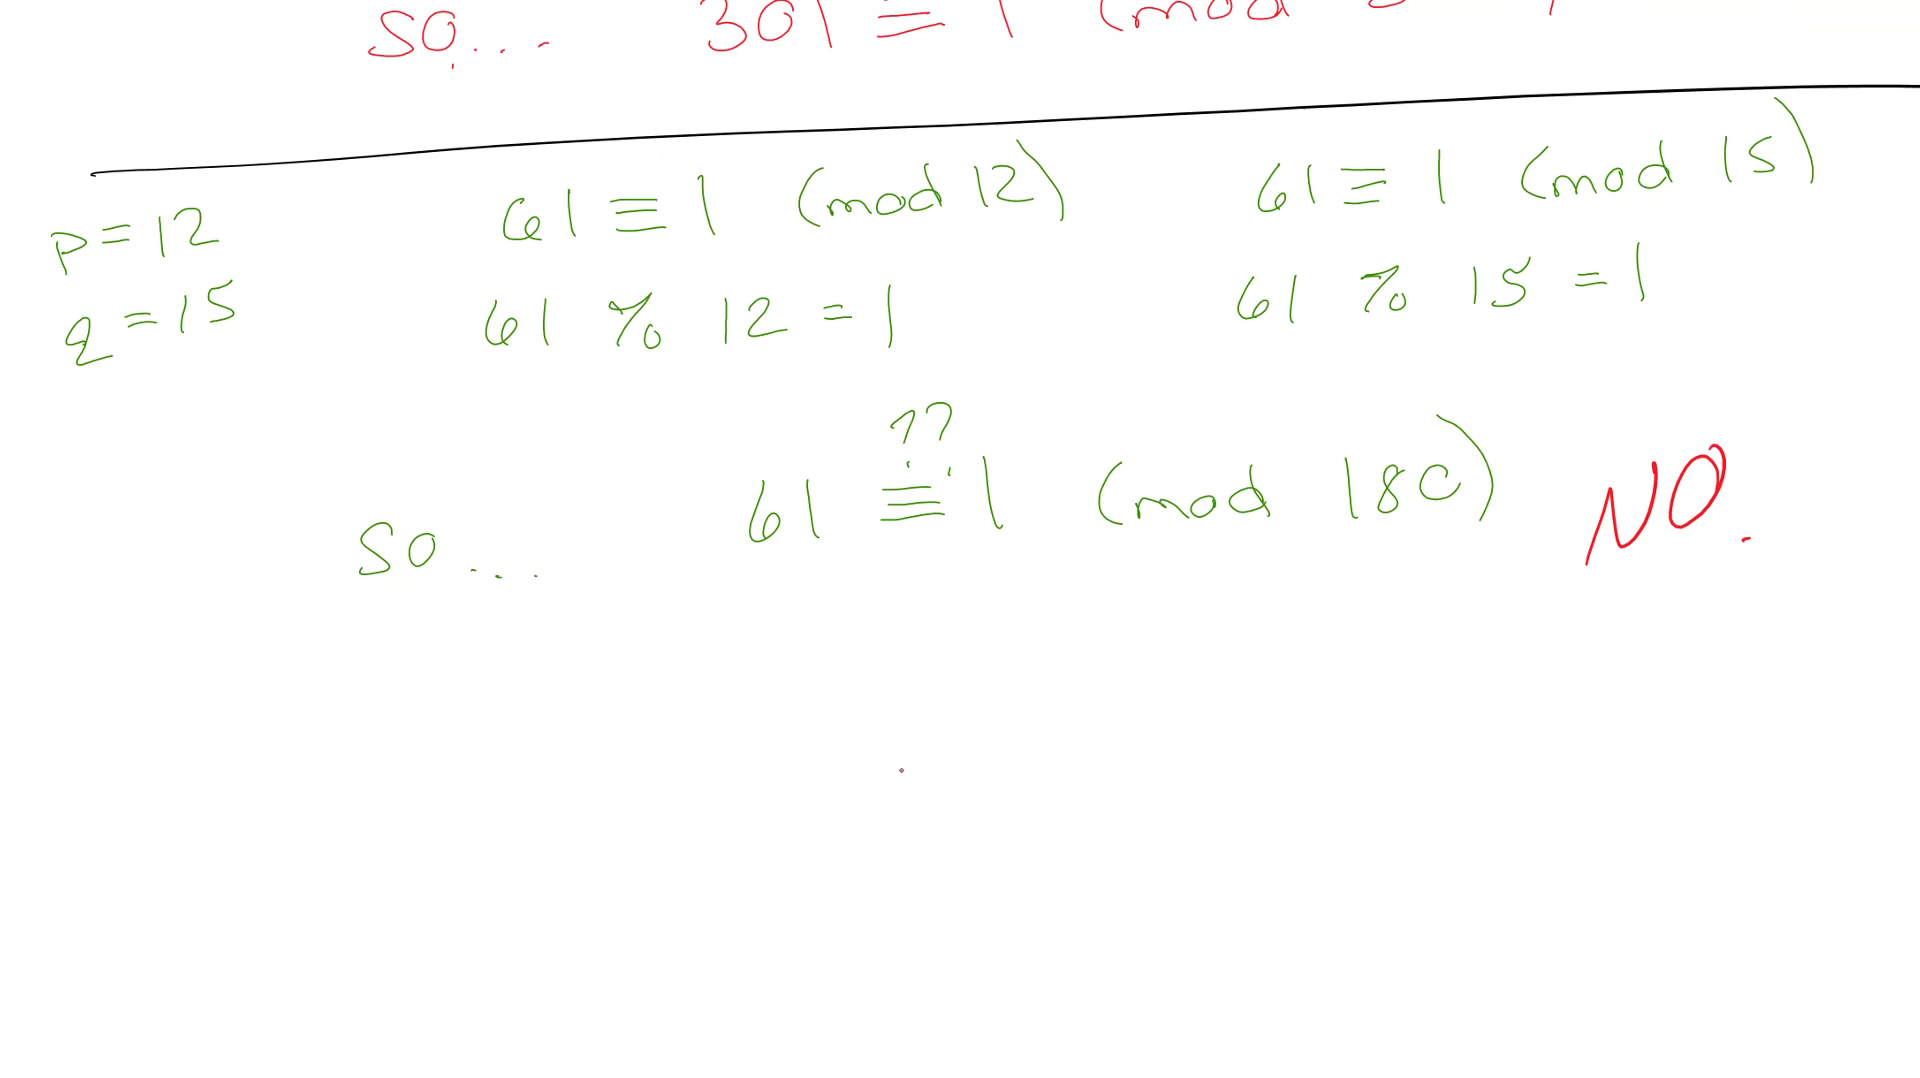 so... 301 ≡ 1 (mod
p=12 61 ≡ 1 (mod 12) 61 ≡ 1 (mod 15)
q=15 61 % 12 = 1 61 % 15 = 1
??
so... 61 ≡ 1 (mod 180) NO.